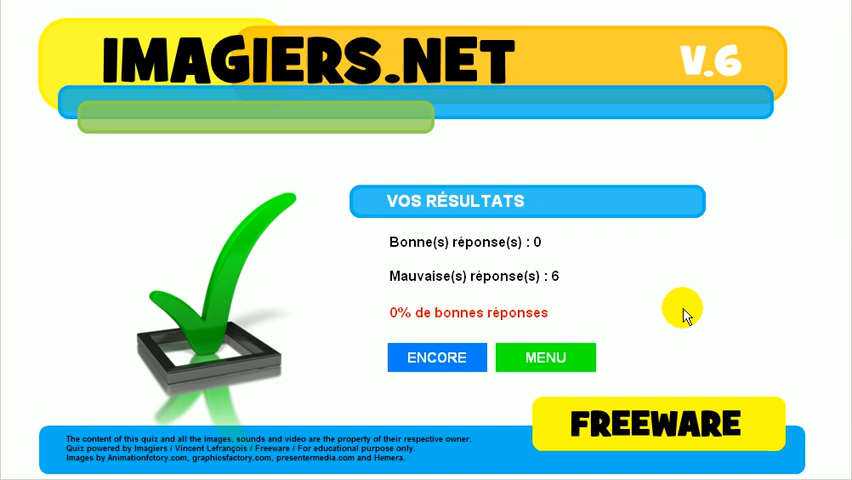 IMAGIERS.NET
V.6
VOS RÉSULTATS
Bonne(s) réponse(s) : 0
Mauvaise(s) réponse(s) : 6
0% de bonnes réponses
ENCORE
MENU
FREEWARE
The content of this quiz and all the images, sounds and video are the property of their respective owner.
Quiz powered by Imagiers / Vincent Lefrançois / Freeware / For educational purpose only.
Images by Animationfctory.com, graphicsfactory.com, presentermedia.com and Hemera.